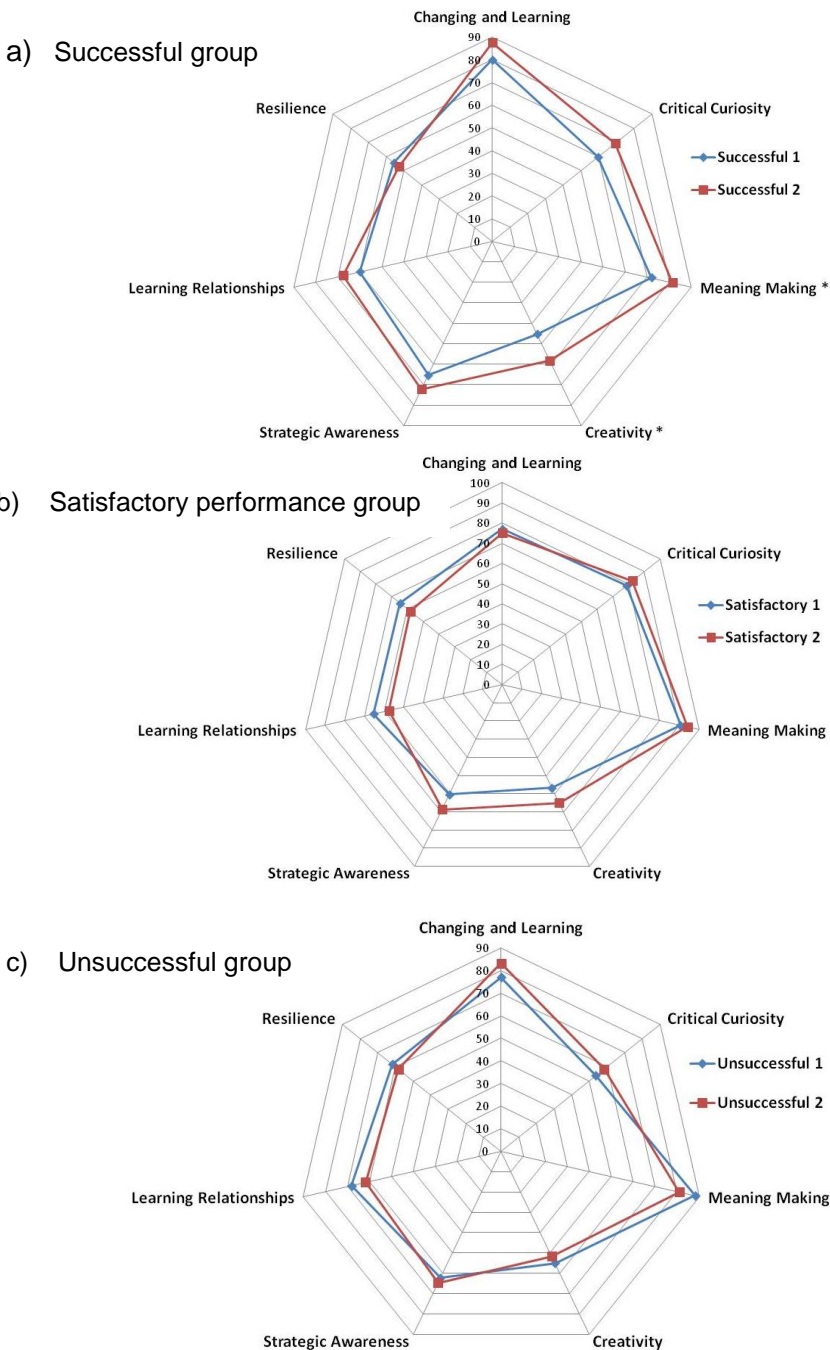 a) Successful group
Changing and Learning
90
80
70
60
50
40
30
20
10
0
Resilience
Critical Curiosity
Successful 1
Successful 2
Learning Relationships
Meaning Making *
Strategic Awareness
Creativity *
b) Satisfactory performance group
Changing and Learning
100
90
80
70
60
50
40
30
20
10
0
Resilience
Critical Curiosity
Satisfactory 1
Satisfactory 2
Learning Relationships
Meaning Making
Strategic Awareness
Creativity
c) Unsuccessful group
Changing and Learning
90
80
70
60
50
40
30
20
10
0
Resilience
Critical Curiosity
Unsuccessful 1
Unsuccessful 2
Learning Relationships
Meaning Making
Strategic Awareness
Creativity